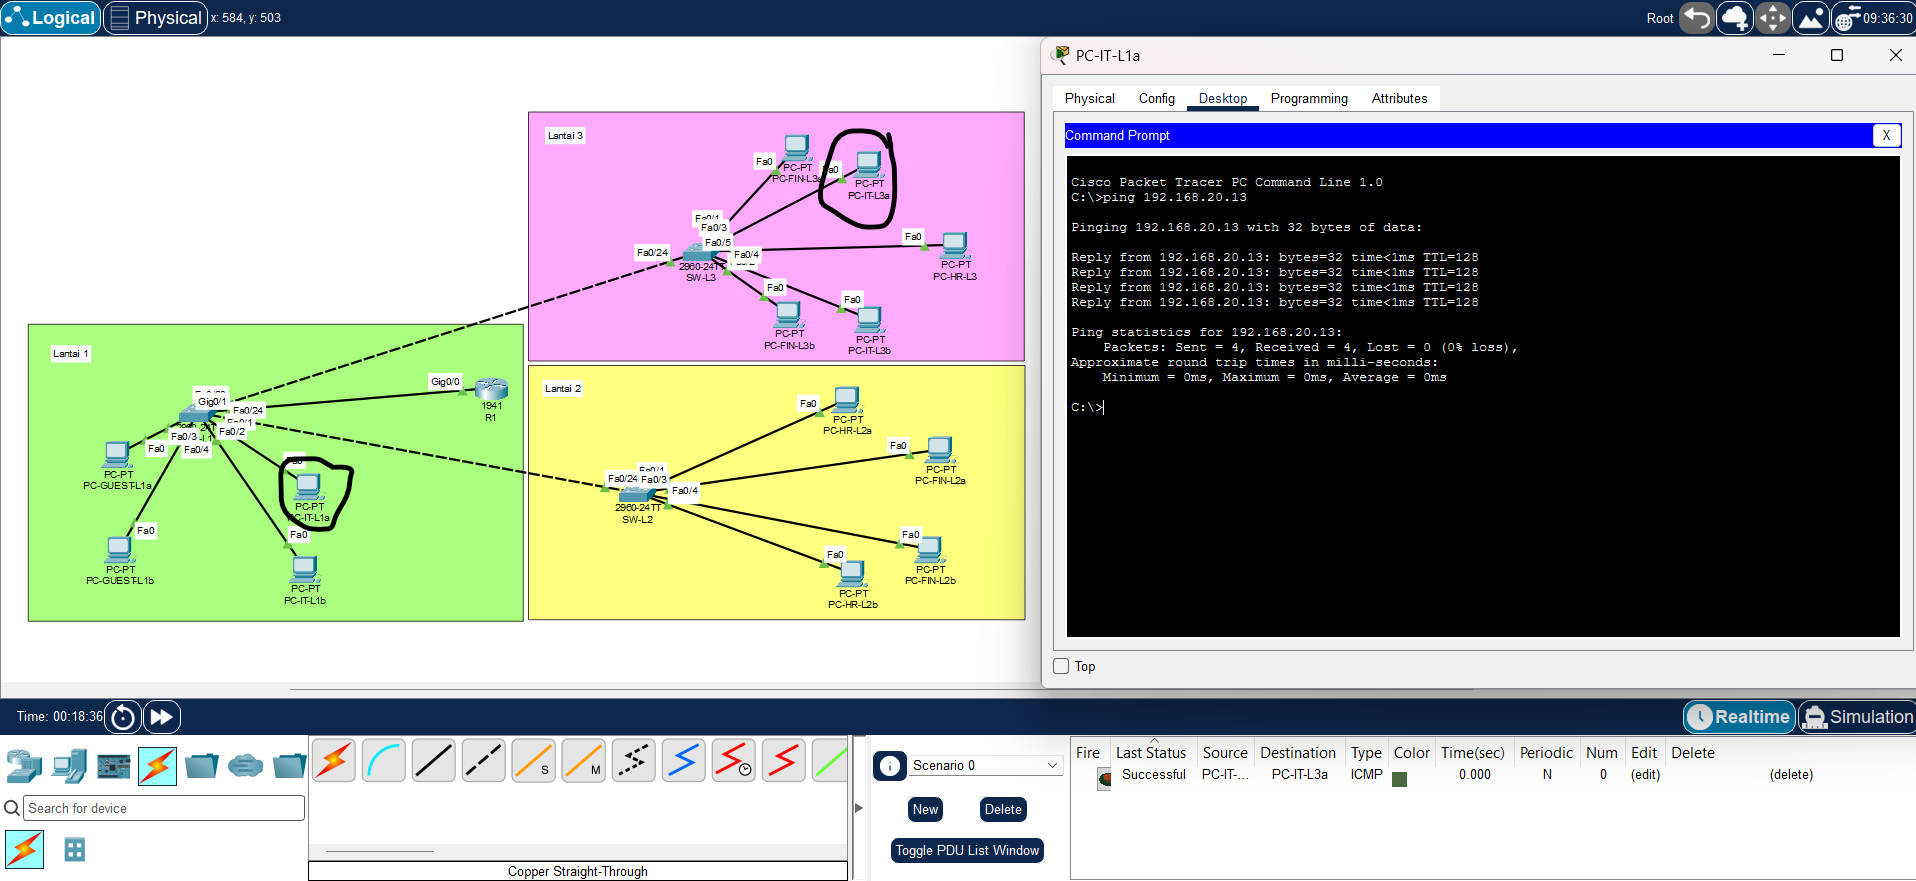 Logical
Physical
x: 584, y: 503
Root
09:36:30
PC-IT-L1a
Physical
Config
Desktop
Programming
Attributes
Command Prompt
X
Cisco Packet Tracer PC Command Line 1.0
C:\>ping 192.168.20.13
Pinging 192.168.20.13 with 32 bytes of data:
Reply from 192.168.20.13: bytes=32 time<1ms TTL=128
Reply from 192.168.20.13: bytes=32 time<1ms TTL=128
Reply from 192.168.20.13: bytes=32 time<1ms TTL=128
Reply from 192.168.20.13: bytes=32 time<1ms TTL=128
Ping statistics for 192.168.20.13:
Packets: Sent = 4, Received = 4, Lost = 0 (0% loss),
Approximate round trip times in milli-seconds:
Minimum = 0ms, Maximum = 0ms, Average = 0ms
C:\>
Top
Lantai 3
Fa0
PC-PT
PC-FIN-L3a
Fa0
PC-PT
PC-IT-L3a
Fa0/1
Fa0/3
Fa0/5
Fa0/4
Fa0/24
2960-24TT
SW-L3
Fa0
PC-PT
PC-HR-L3
Fa0
PC-PT
PC-FIN-L3b
Fa0
PC-PT
PC-IT-L3b
Lantai 1
Gig0/1
Fa0/24
Fa0/1
Fa0/2
Fa0/3
Fa0/4
Gig0/0
1941
R1
Fa0
PC-PT
PC-GUEST-L1a
Fa0
PC-PT
PC-IT-L1a
Fa0
PC-PT
PC-GUEST-L1b
Fa0
PC-PT
PC-IT-L1b
Lantai 2
Fa0
PC-PT
PC-HR-L2a
Fa0
PC-PT
PC-FIN-L2a
Fa0/24
Fa0/1
Fa0/3
Fa0/4
2960-24TT
SW-L2
Fa0
PC-PT
PC-FIN-L2b
Fa0
PC-PT
PC-HR-L2b
Time: 00:18:36
Realtime
Simulation
S
M
Search for device
Copper Straight-Through
Scenario 0
New
Delete
Toggle PDU List Window
Fire
Last Status
Source
Destination
Type
Color
Time(sec)
Periodic
Num
Edit
Delete
Successful
PC-IT-...
PC-IT-L3a
ICMP
0.000
N
0
(edit)
(delete)